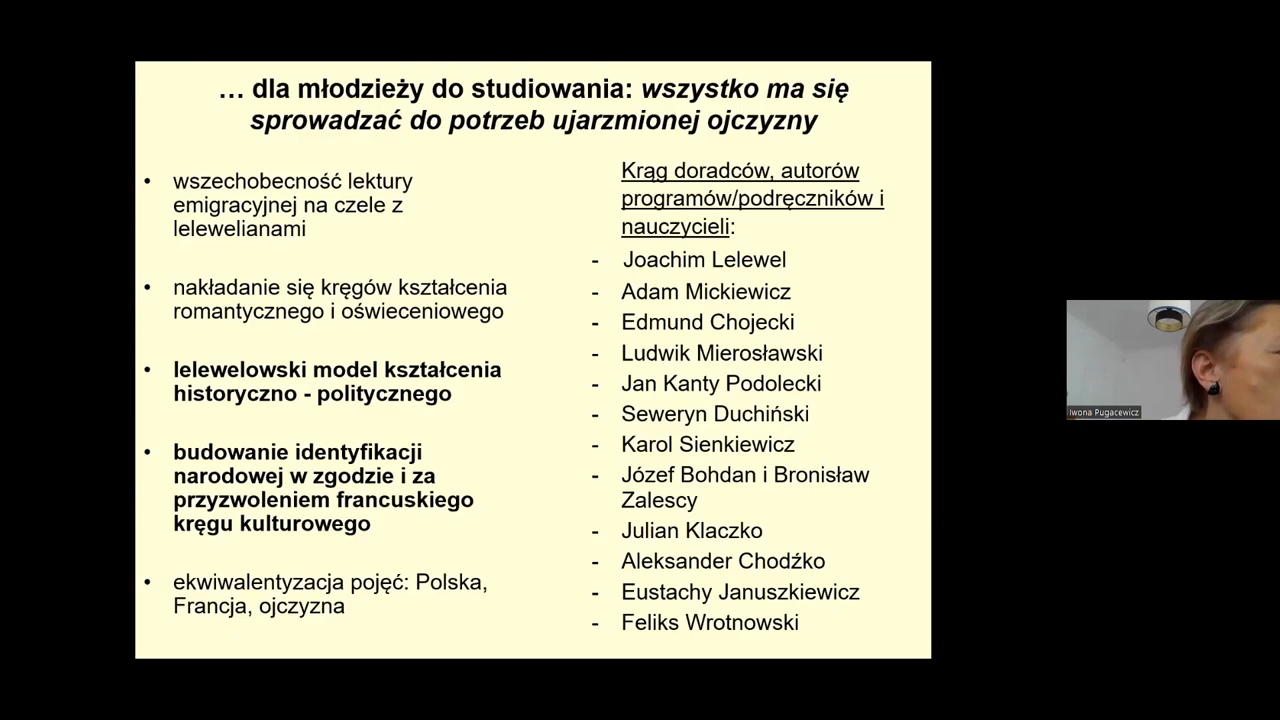 … dla młodzieży do studiowania: wszystko ma się
sprowadzać do potrzeb ujarzmionej ojczyzny
• wszechobecność lektury
emigracyjnej na czele z
lelewelianami
• nakładanie się kręgów kształcenia
romantycznego i oświeceniowego
• lelewelowski model kształcenia
historyczno - politycznego
• budowanie identyfikacji
narodowej w zgodzie i za
przyzwoleniem francuskiego
kręgu kulturowego
• ekwiwalentyzacja pojęć: Polska,
Francja, ojczyzna
Krąg doradców, autorów
programów/podręczników i
nauczycieli:
- Joachim Lelewel
- Adam Mickiewicz
- Edmund Chojecki
- Ludwik Mierosławski
- Jan Kanty Podolecki
- Seweryn Duchiński
- Karol Sienkiewicz
- Józef Bohdan i Bronisław
Zalescy
- Julian Klaczko
- Aleksander Chodźko
- Eustachy Januszkiewicz
- Feliks Wrotnowski
Iwona Pugacewicz